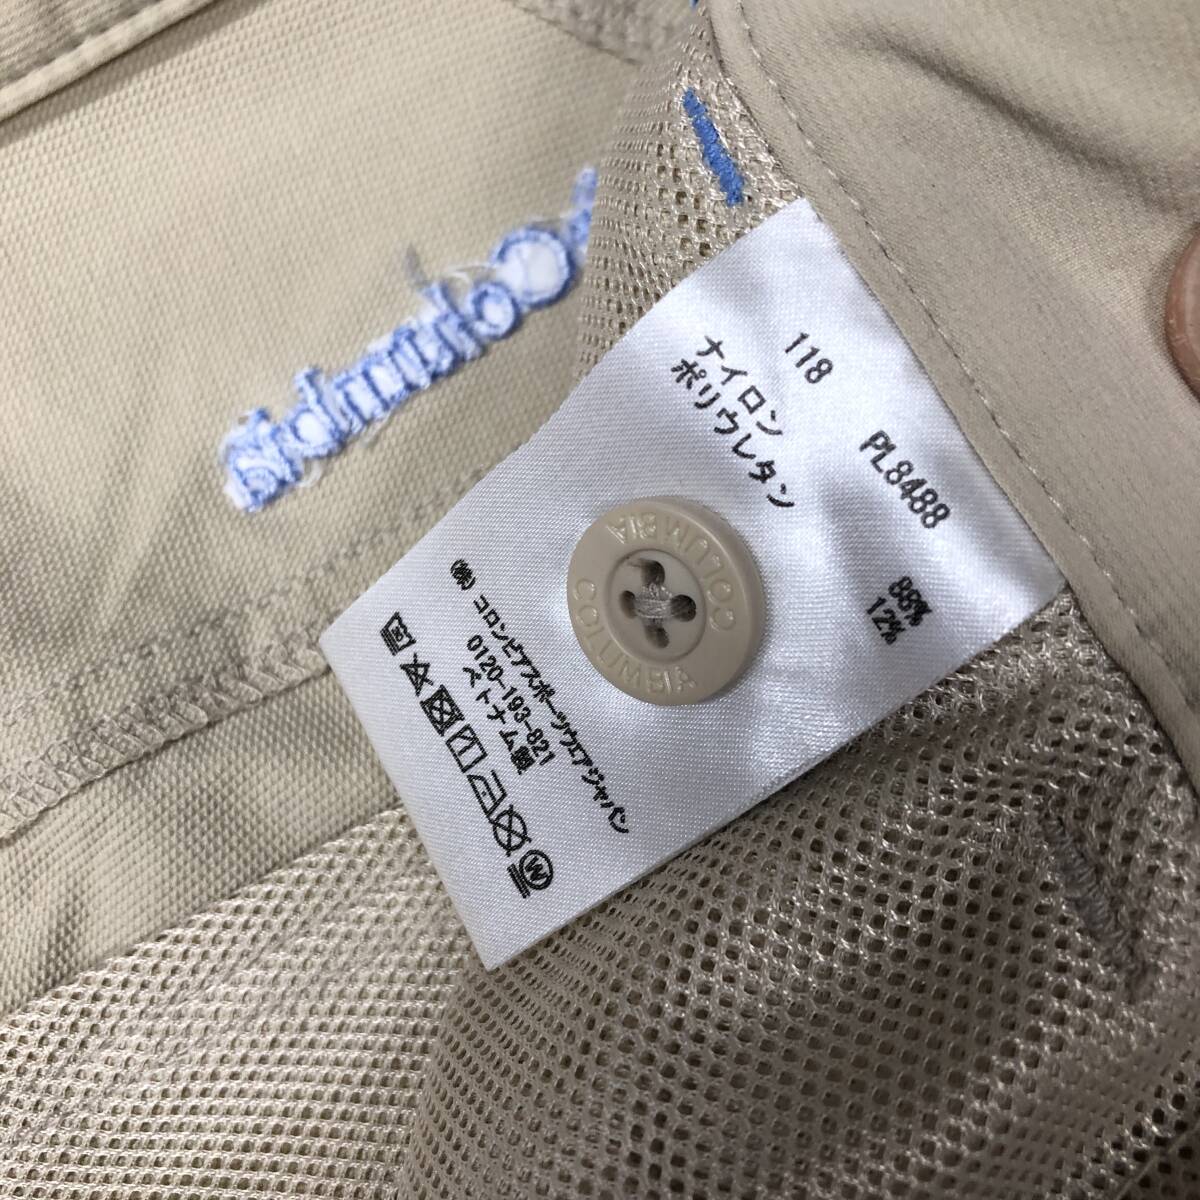 118 PL8488
ナイロン 88%
ポリウレタン 12%
COLUMBIA
COLUMBIA
(株) コロンビアスポーツウエアジャパン
0120-193-821
ベトナム製
W